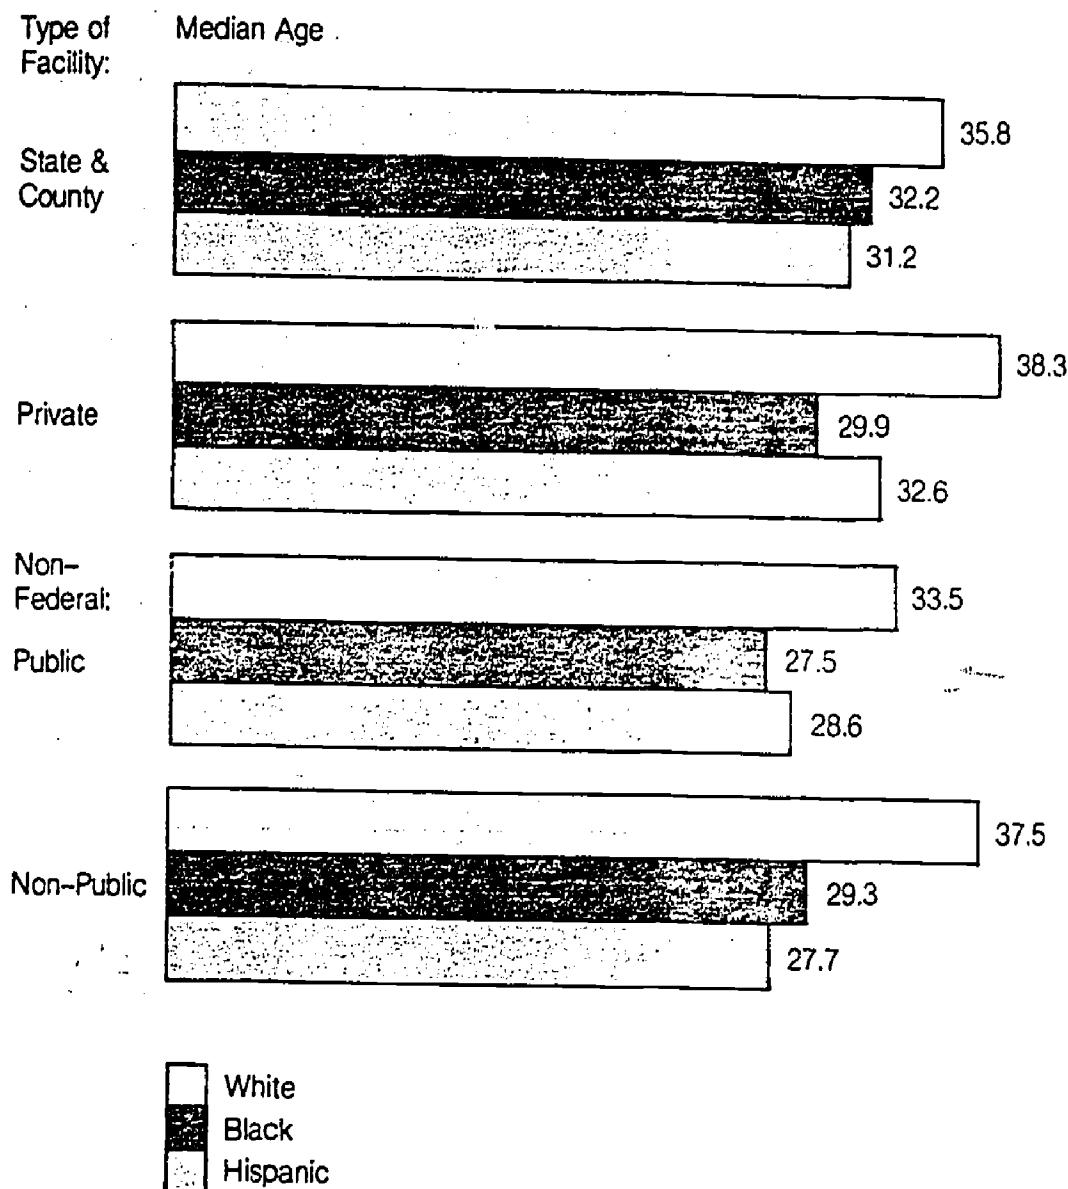 Type of
Facility:
Median Age
State &
County
35.8
32.2
31.2
Private
38.3
29.9
32.6
Non-
Federal:
Public
33.5
27.5
28.6
Non-Public
37.5
29.3
27.7
White
Black
Hispanic